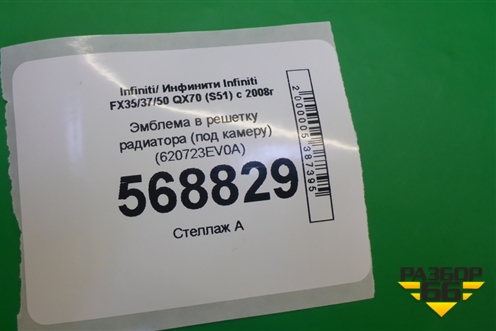 Infiniti/ Инфинити Infiniti
FX35/37/50 QX70 (S51) с 2008г
Эмблема в решетку
радиатора (под камеру)
(620723EV0A)
568829
Стеллаж А
2000005387395
РАЗБОР
66